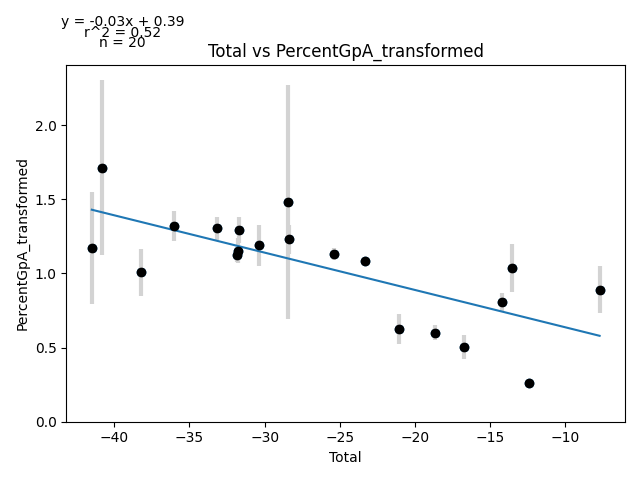 y = -0.03x + 0.39
r^2 = 0.52
n = 20
Total vs PercentGpA_transformed
PercentGpA_transformed
2.0
1.5
1.0
0.5
0.0
−40 −35 −30 −25 −20 −15 −10
Total